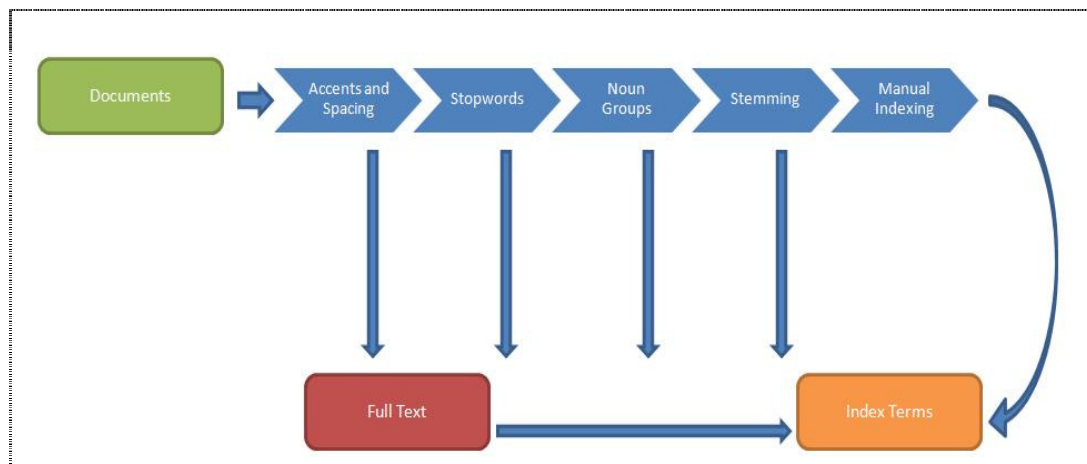 Documents
Accents and
Spacing
Stopwords
Noun
Groups
Stemming
Manual
Indexing
Full Text
Index Terms